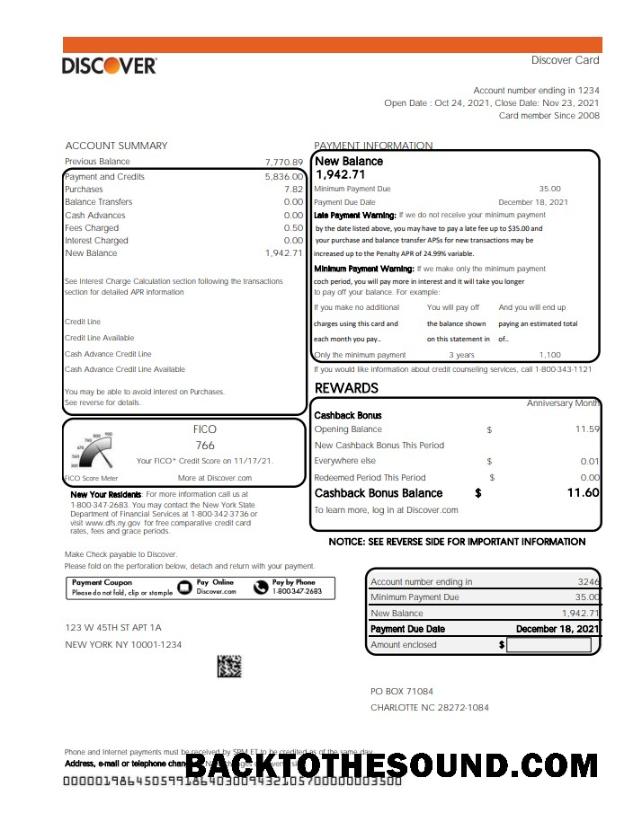 DISCOVER
Discover Card
Account number ending in 1234
Open Date : Oct 24, 2021, Close Date: Nov 23, 2021
Card member Since 2008
ACCOUNT SUMMARY
Previous Balance 7,770.89
Payment and Credits 5,836.00
Purchases 7.82
Balance Transfers 0.00
Cash Advances 0.00
Fees Charged 0.50
Interest Charged 0.00
New Balance 1,942.71
See Interest Charge Calculation section following the transactions
section for detailed APR information
Credit Line
Credit Line Available
Cash Advance Credit Line
Cash Advance Credit Line Available
You may be able to avoid interest on Purchases.
See reverse for details.
PAYMENT INFORMATION
New Balance
1,942.71
Minimum Payment Due 35.00
Payment Due Date December 18, 2021
Late Payment Warning: If we do not receive your minimum payment
by the date listed above, you may have to pay a late fee up to $35.00 and
your purchase and balance transfer APSs for new transactions may be
increased up to the Penalty APR of 24.99% variable.
Minimum Payment Warning: If we make only the minimum payment
coch period, you will pay more in interest and it will take you longer
to pay off your balance. For example:
If you make no additional You will pay off And you will end up
charges using this card and the balance shown paying an estimated total
each month you pay.. on this statement in of..
Only the minimum payment 3 years 1,100
If you would like information about credit counseling services, call 1-800-343-1121
FICO
766
Your FICO* Credit Score on 11/17/21.
FICO Score Meter More at Discover.com
REWARDS
Anniversary Month
Cashback Bonus
Opening Balance $ 11.59
New Cashback Bonus This Period
Everywhere else $ 0.01
Redeemed Period This Period $ 0.00
Cashback Bonus Balance $ 11.60
To learn more, log in at Discover.com
New Your Residents: For more information call us at
1-800-347-2683. You may contact the New York State
Department of Financial Services at 1-800-342-3736 or
visit www.dfs.ny.gov for free comparative credit card
rates, fees and grace periods.
NOTICE: SEE REVERSE SIDE FOR IMPORTANT INFORMATION
Make Check payable to Discover.
Please fold on the perforation below, detach and return with your payment.
Payment Coupon
Please do not fold, clip or stample
Pay Online
Discover.com
Pay by Phone
1-800-347-2683
Account number ending in 3246
Minimum Payment Due 35.00
New Balance 1,942.71
Payment Due Date December 18, 2021
Amount enclosed $
123 W 45TH ST APT 1A
NEW YORK NY 10001-1234
PO BOX 71084
CHARLOTTE NC 28272-1084
Phone and Internet payments must be received by 5PM ET to be credited as of the same day.
Address, e-mail or telephone
BACKTOTHESOUND.COM